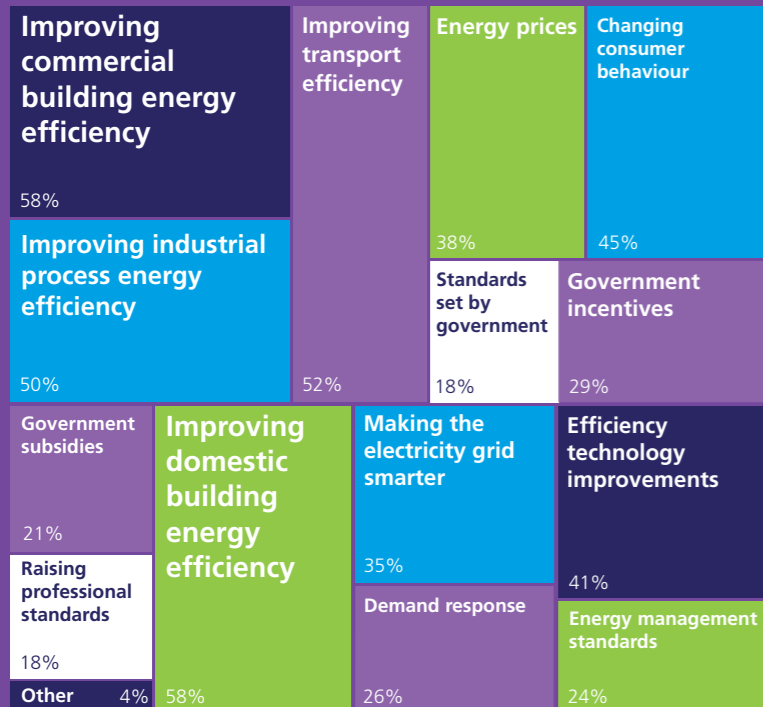 Improving
commercial
building energy
efficiency
58%
Improving
transport
efficiency
52%
Energy prices
38%
Changing
consumer
behaviour
45%
Improving industrial
process energy
efficiency
50%
Standards
set by
government
18%
Government
incentives
29%
Government
subsidies
21%
Improving
domestic
building
energy
efficiency
58%
Making the
electricity grid
smarter
35%
Efficiency
technology
improvements
41%
Raising
professional
standards
18%
Demand response
26%
Energy management
standards
24%
Other 4%